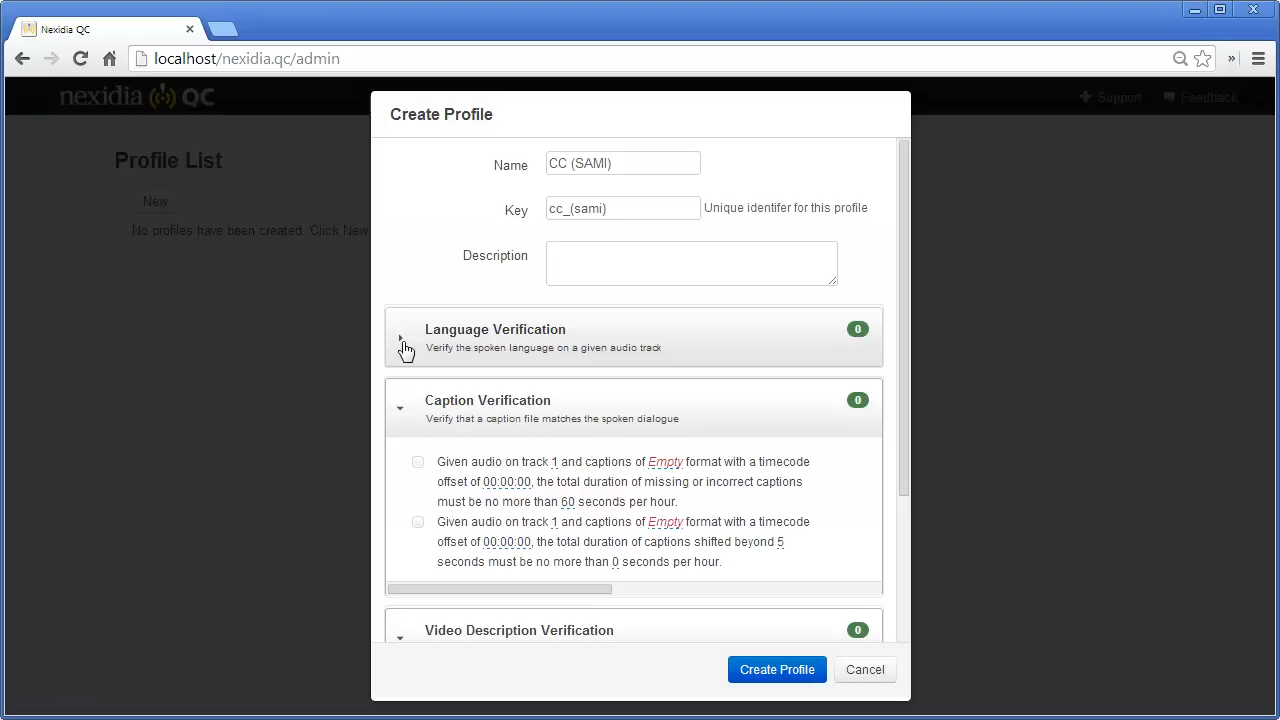 Nexidia QC
localhost/nexidia.qc/admin
nexidia QC
Support
Feedback
Profile List
New
No profiles have been created. Click New
Create Profile
Name
CC (SAMI)
Key
cc_(sami)
Unique identifer for this profile
Description
Language Verification
0
Verify the spoken language on a given audio track
Caption Verification
0
Verify that a caption file matches the spoken dialogue
Given audio on track 1 and captions of Empty format with a timecode
offset of 00:00:00, the total duration of missing or incorrect captions
must be no more than 60 seconds per hour.
Given audio on track 1 and captions of Empty format with a timecode
offset of 00:00:00, the total duration of captions shifted beyond 5
seconds must be no more than 0 seconds per hour.
Video Description Verification
0
Create Profile
Cancel